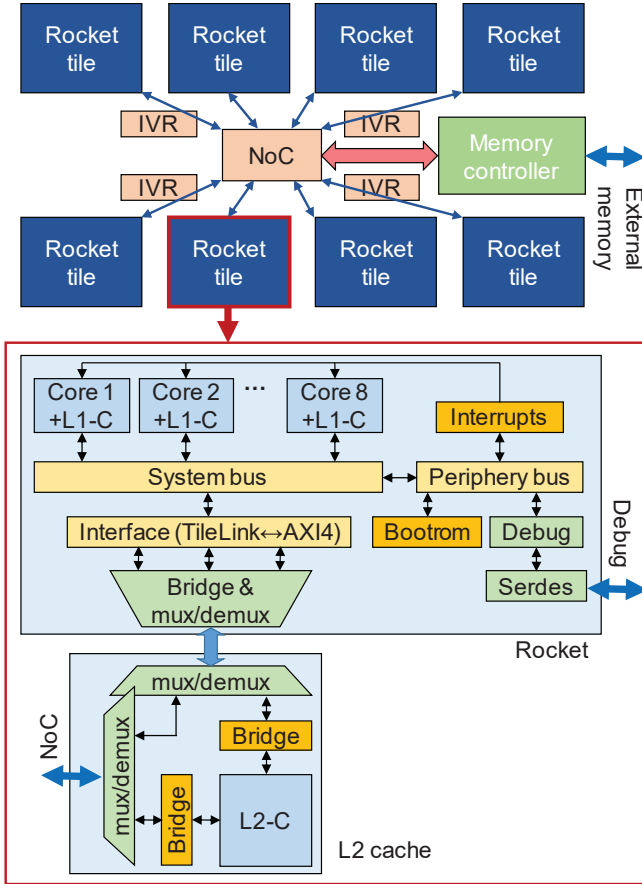 Rocket
tile
Rocket
tile
Rocket
tile
Rocket
tile
IVR
IVR
NoC
Memory
controller
IVR
IVR
External
memory
Rocket
tile
Rocket
tile
Rocket
tile
Rocket
tile
Core 1
+L1-C
Core 2
+L1-C
...
Core 8
+L1-C
Interrupts
System bus
Periphery bus
Interface (TileLink↔AXI4)
Bootrom
Debug
Debug
Bridge &
mux/demux
Serdes
Rocket
mux/demux
NoC
mux/demux
Bridge
Bridge
L2-C
L2 cache